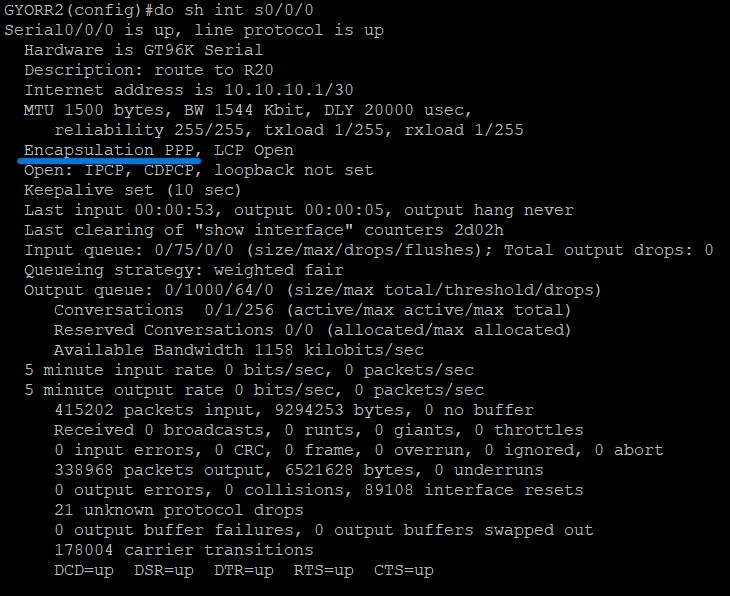 GYORR2(config)#do sh int s0/0/0
Serial0/0/0 is up, line protocol is up
Hardware is GT96K Serial
Description: route to R20
Internet address is 10.10.10.1/30
MTU 1500 bytes, BW 1544 Kbit, DLY 20000 usec,
reliability 255/255, txload 1/255, rxload 1/255
Encapsulation PPP, LCP Open
Open: IPCP, CDPCP, loopback not set
Keepalive set (10 sec)
Last input 00:00:53, output 00:00:05, output hang never
Last clearing of "show interface" counters 2d02h
Input queue: 0/75/0/0 (size/max/drops/flushes); Total output drops: 0
Queueing strategy: weighted fair
Output queue: 0/1000/64/0 (size/max total/threshold/drops)
Conversations 0/1/256 (active/max active/max total)
Reserved Conversations 0/0 (allocated/max allocated)
Available Bandwidth 1158 kilobits/sec
5 minute input rate 0 bits/sec, 0 packets/sec
5 minute output rate 0 bits/sec, 0 packets/sec
415202 packets input, 9294253 bytes, 0 no buffer
Received 0 broadcasts, 0 runts, 0 giants, 0 throttles
0 input errors, 0 CRC, 0 frame, 0 overrun, 0 ignored, 0 abort
338968 packets output, 6521628 bytes, 0 underruns
0 output errors, 0 collisions, 89108 interface resets
21 unknown protocol drops
0 output buffer failures, 0 output buffers swapped out
178004 carrier transitions
DCD=up DSR=up DTR=up RTS=up CTS=up